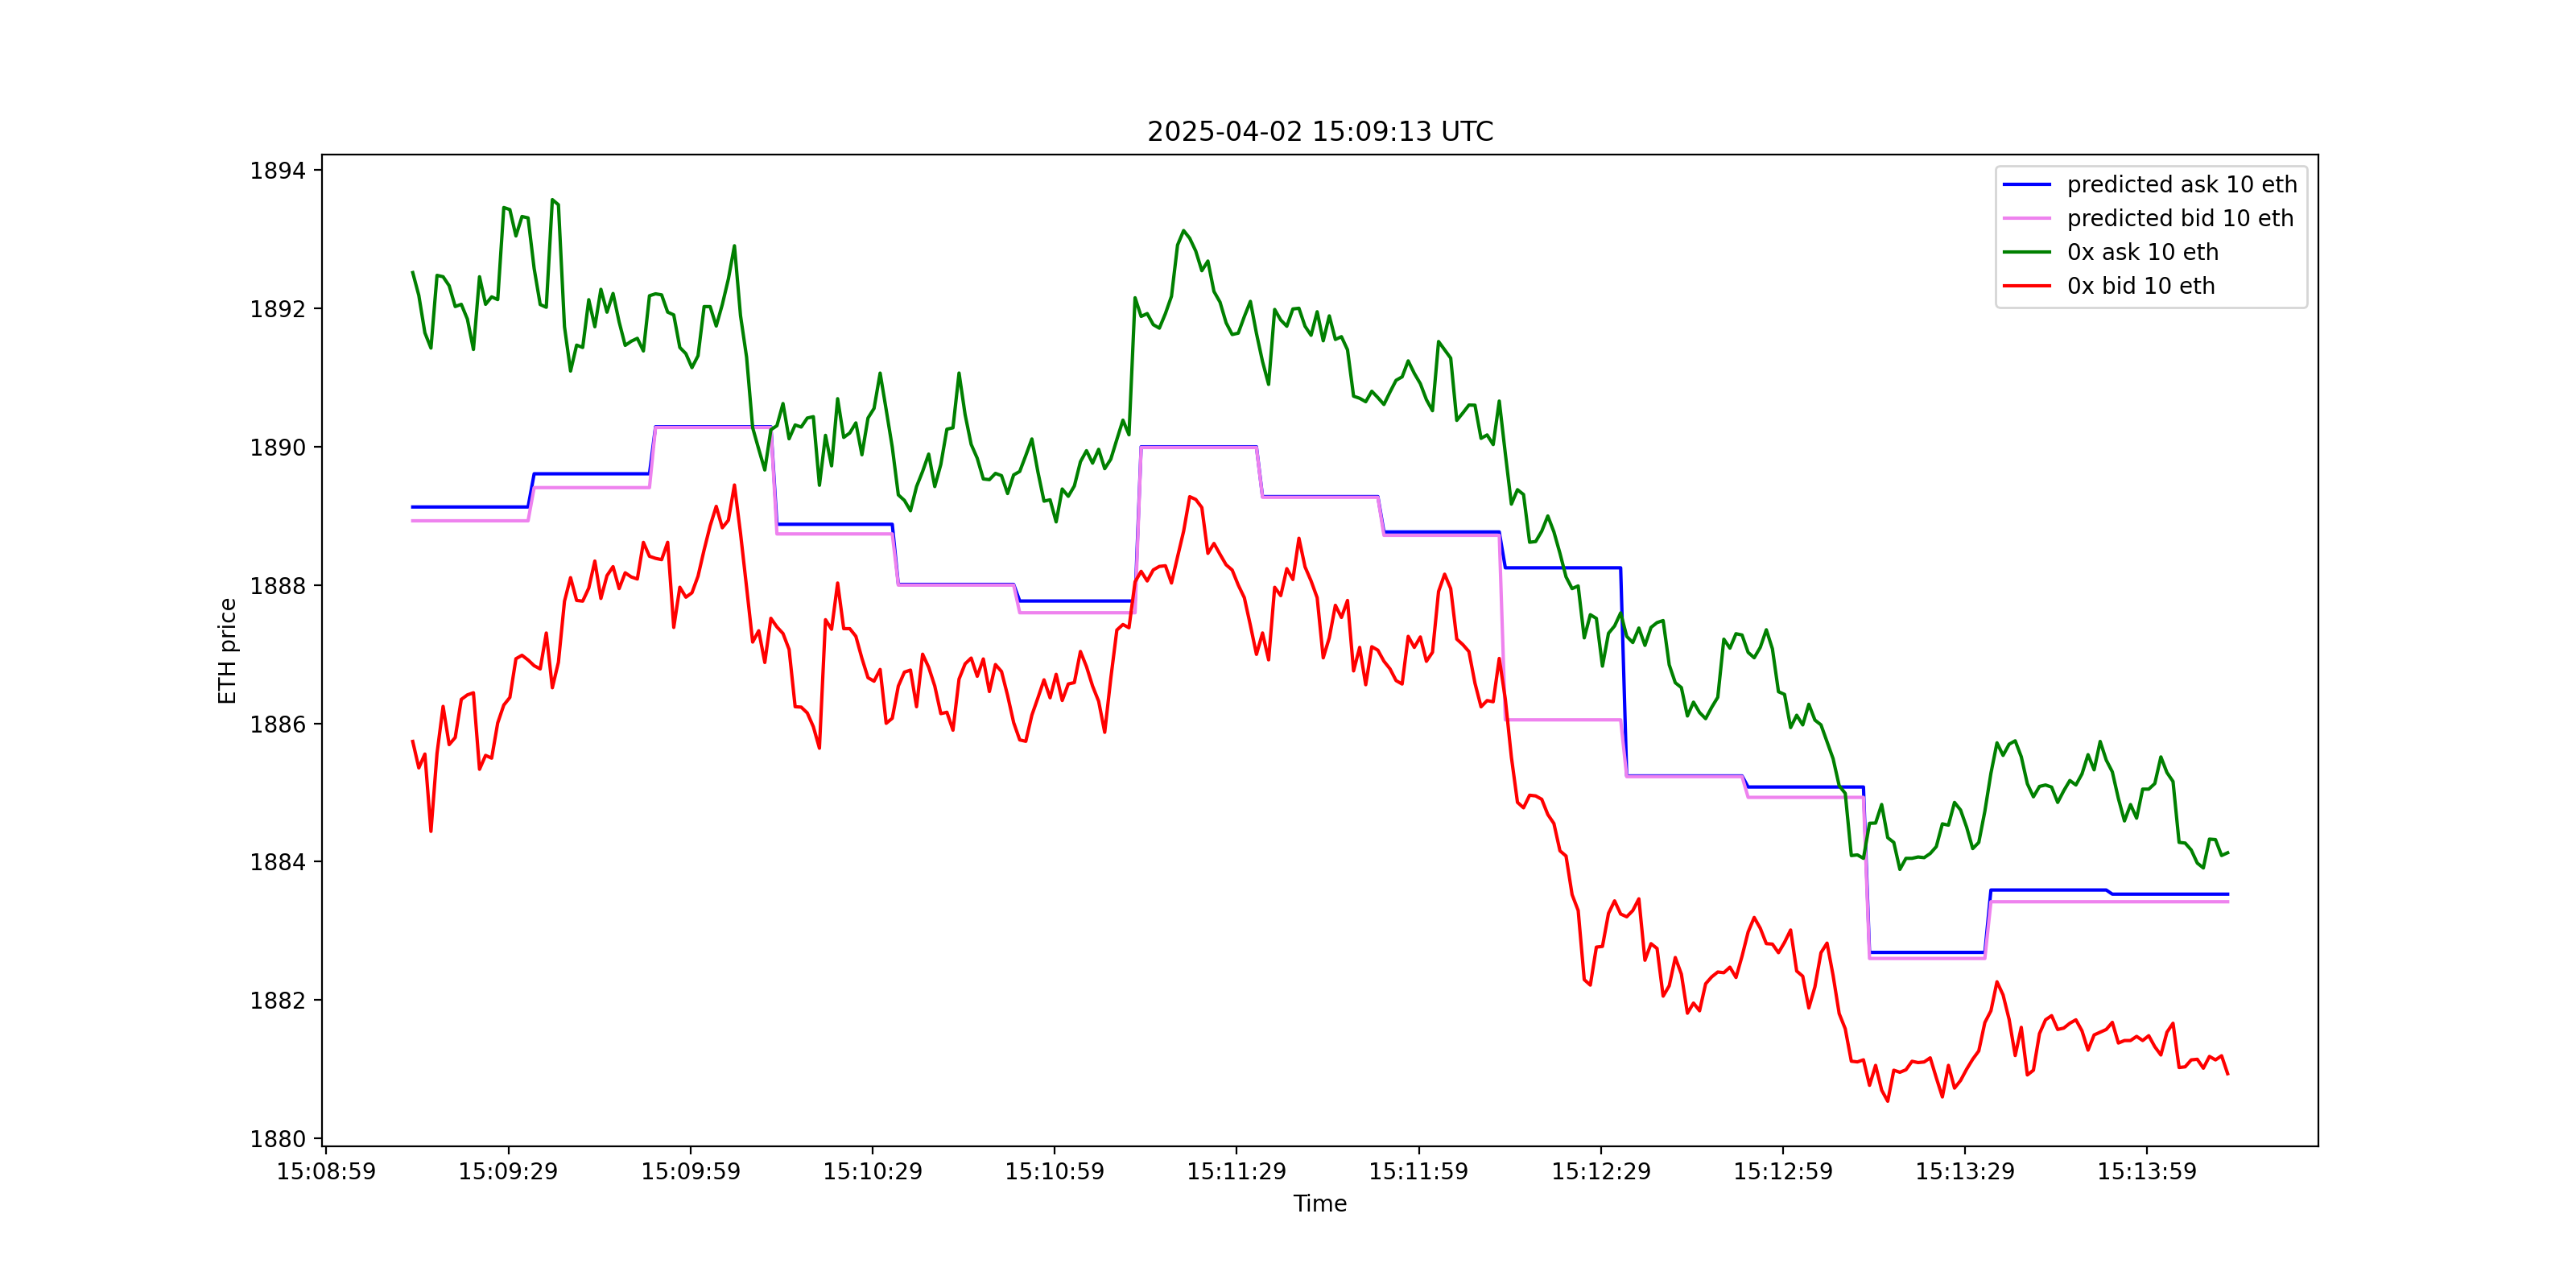 2025-04-02 15:09:13 UTC
predicted ask 10 eth
predicted bid 10 eth
0x ask 10 eth
0x bid 10 eth
1894
1892
1890
1888
1886
1884
1882
1880
ETH price
15:08:59 15:09:29 15:09:59 15:10:29 15:10:59 15:11:29 15:11:59 15:12:29 15:12:59 15:13:29 15:13:59
Time